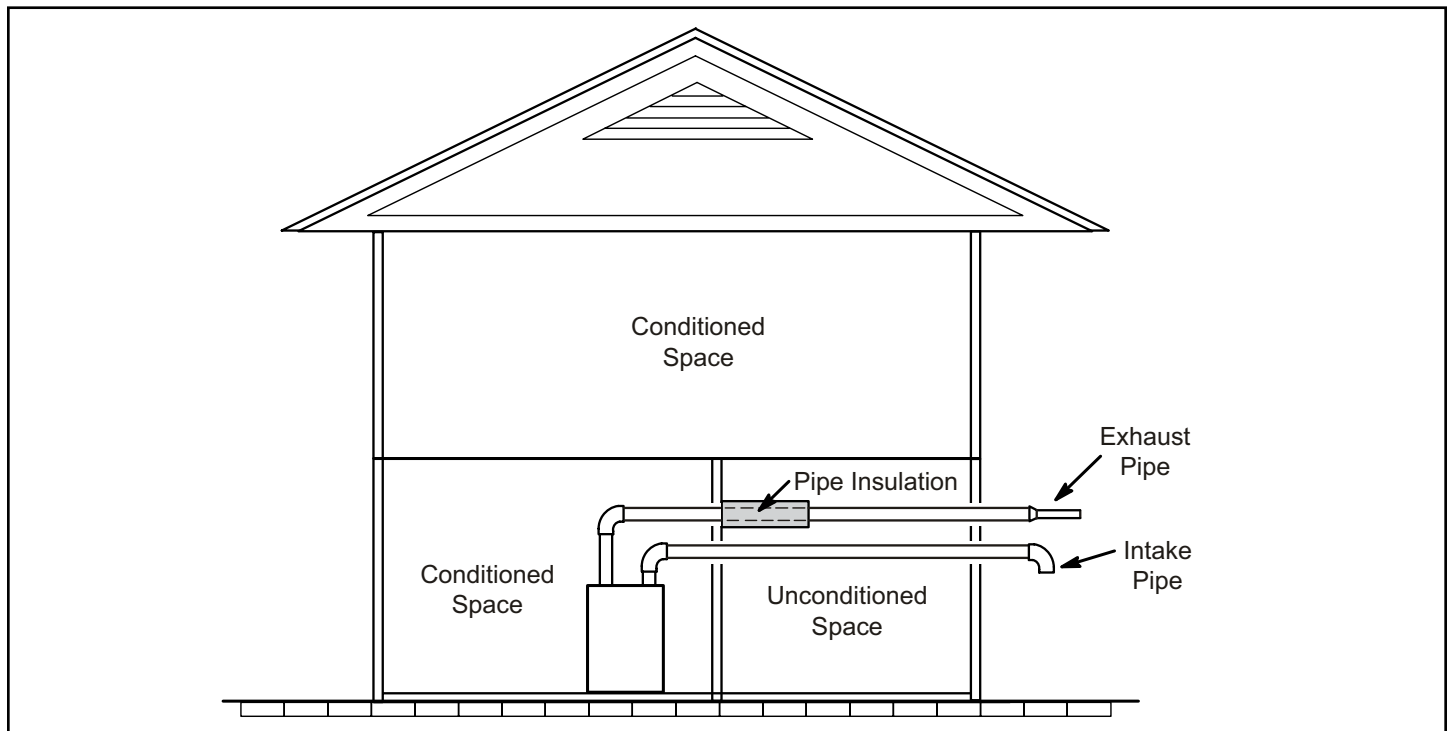 Conditioned
Space
Exhaust
Pipe
Pipe Insulation
Intake
Pipe
Conditioned
Space
Unconditioned
Space